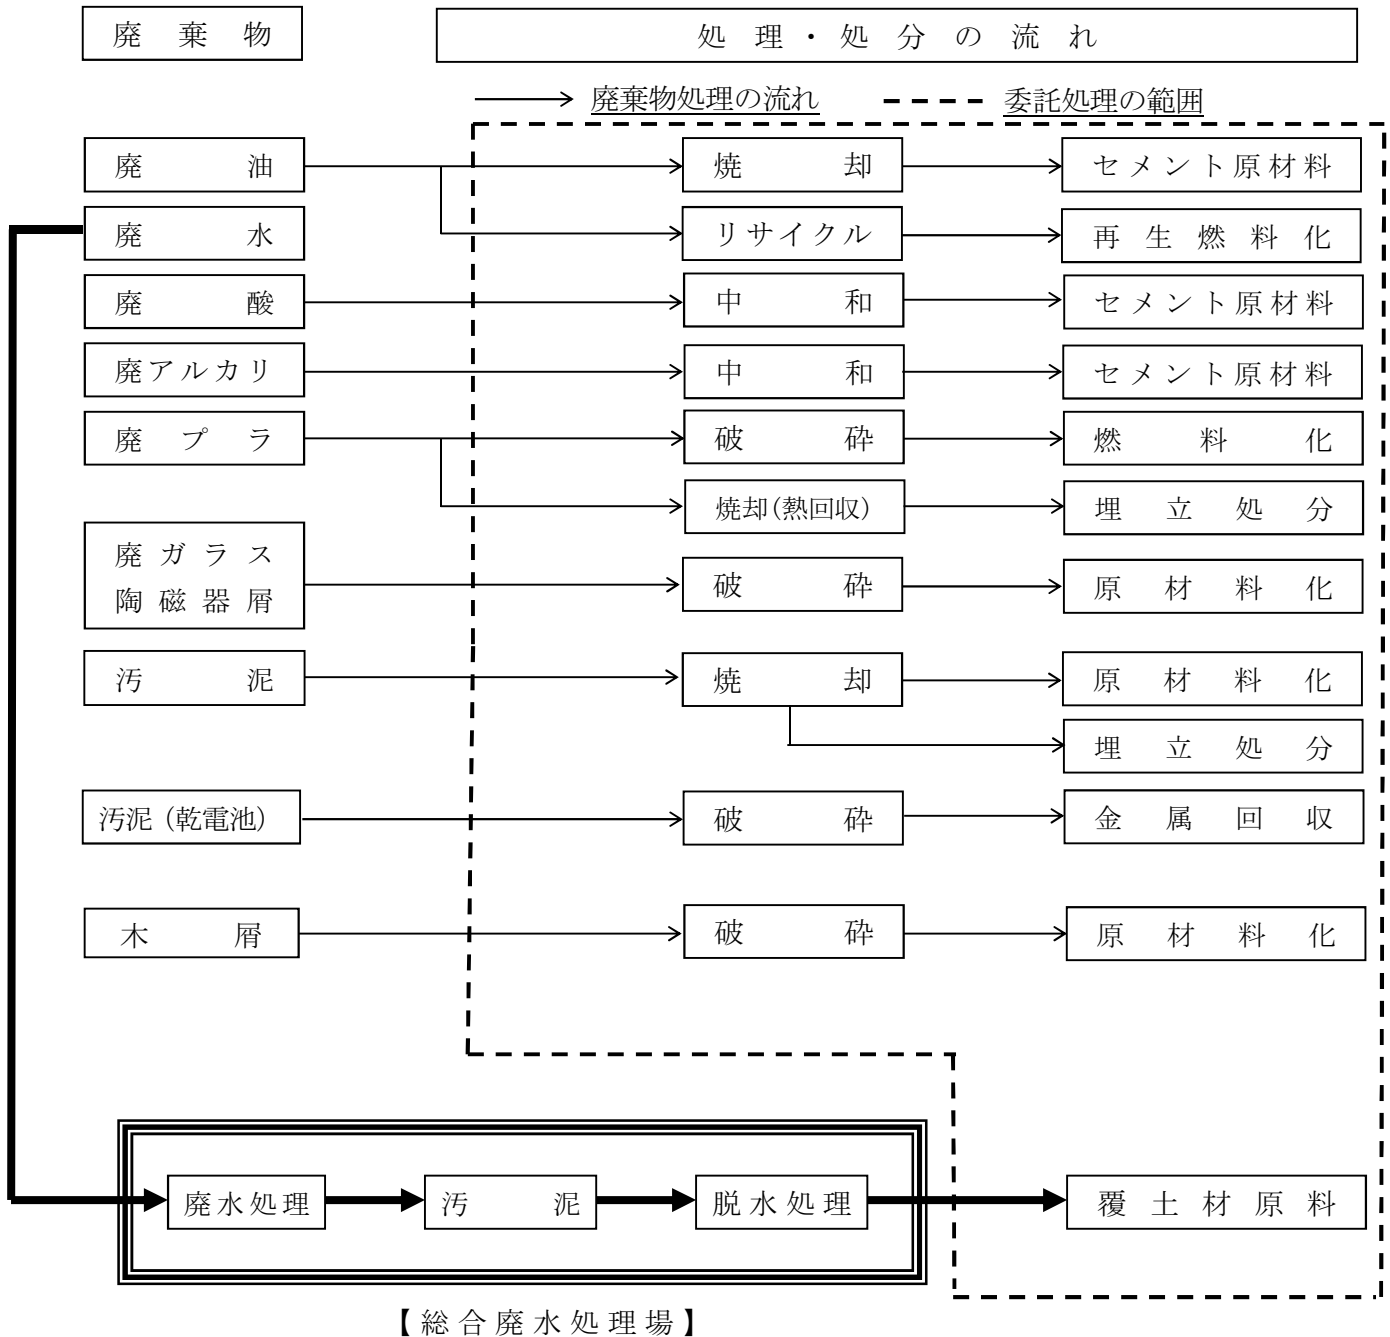 廃棄物 処理・処分の流れ
廃棄物処理の流れ 委託処理の範囲
廃油 焼却 セメント原材料
廃水 リサイクル 再生燃料化
廃酸 中和 セメント原材料
廃アルカリ 中和 セメント原材料
廃プラ 破砕 燃料化
焼却(熱回収) 埋立処分
廃ガラス
陶磁器屑 破砕 原材料化
汚泥 焼却 原材料化
埋立処分
汚泥(乾電池) 破砕 金属回収
木屑 破砕 原材料化
廃水処理 汚泥 脱水処理 覆土材原料
【総合廃水処理場】